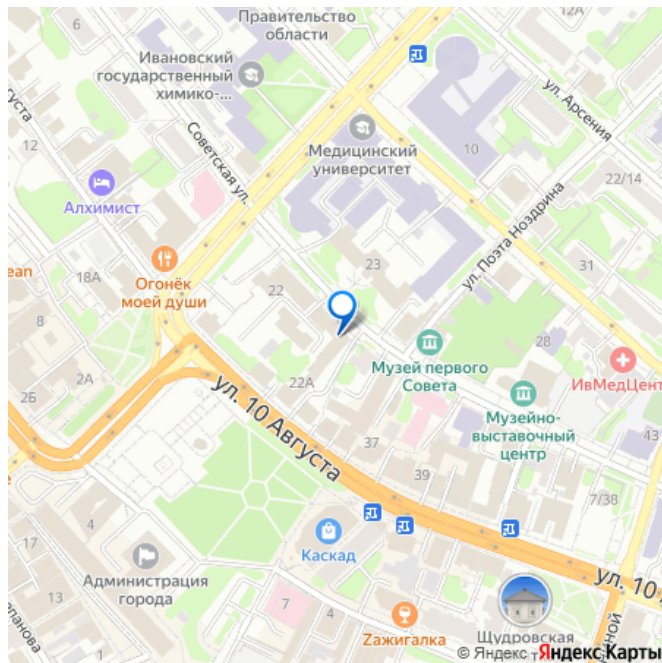 6
Правительство
области
12А
Ивановский
государственный
химико-...
ул. Арсения
12
Советская ул.
Медицинский
университет
10
22/14
Алхимист
ул. Поэта Ноздрина
23
31
18А
Огонёк
моей души
22
8
28
Музей первого
Совета
ИвМедЦент
2А
2Б
22А
ул. 10 Августа
Музейно-
выставочный
центр
37
43
39
7/38
4
Каскад
17
Администрация
города
13
7
4
Zажигалка
Щудровская
ул. 10
© Яндекс
Яндекс Карты